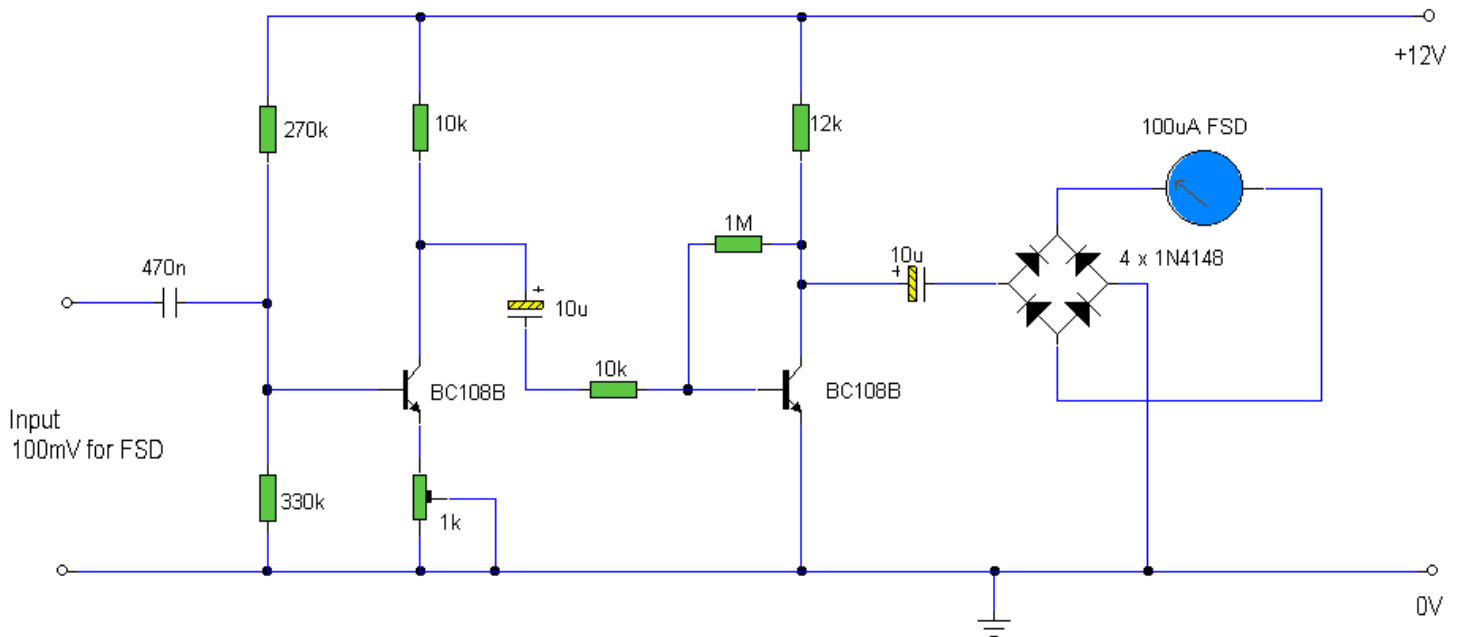 +12V
270k
10k
12k
100uA FSD
1M
470n
10u
4 x 1N4148
10u
10k
BC108B
BC108B
Input
100mV for FSD
330k
1k
0V
+
+